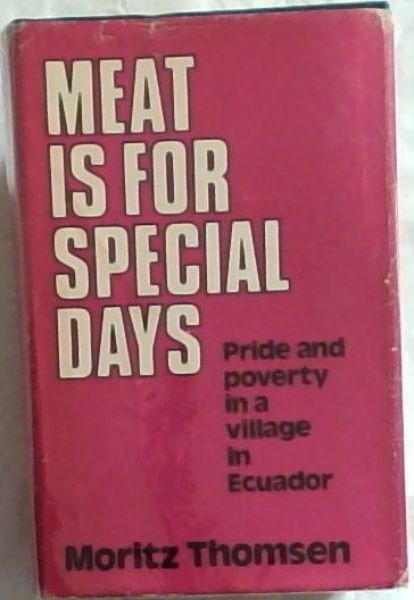 MEAT
IS FOR
SPECIAL
DAYS
Pride and
poverty
in a
village
in
Ecuador
Moritz Thomsen